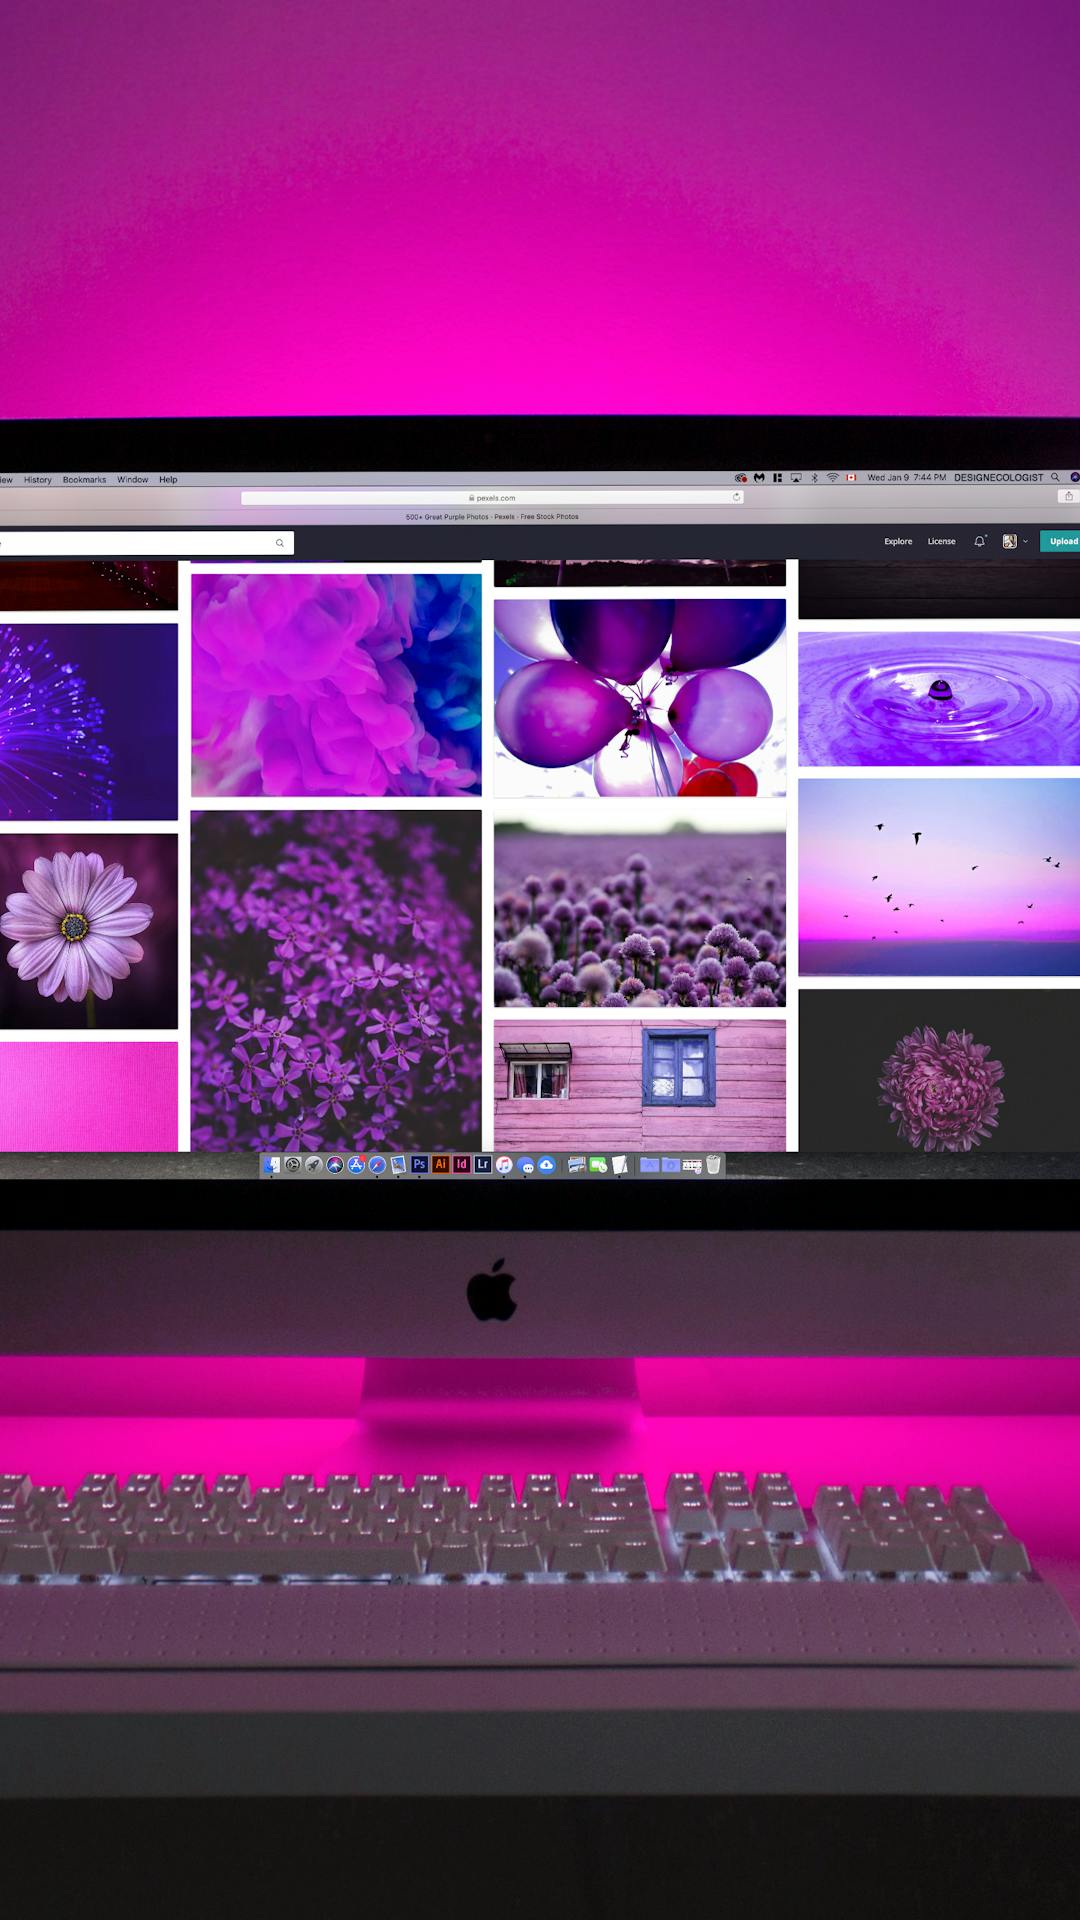 iew History Bookmarks Window Help Wed Jan 9 7:44 PM DESIGNECOLOGIST
pexels.com
500+ Great Purple Photos · Pexels · Free Stock Photos
Explore License Upload
Ps Ai Id Lr